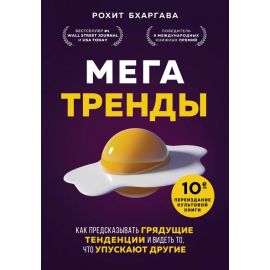 РОХИТ БХАРГАВА
БЕСТСЕЛЛЕР #1
WALL STREET JOURNAL
И USA TODAY
ПОБЕДИТЕЛЬ
9 МЕЖДУНАРОДНЫХ
КНИЖНЫХ ПРЕМИЙ
МЕГА
ТРЕНДЫ
10е
ПЕРЕИЗДАНИЕ
КУЛЬТОВОЙ
КНИГИ
КАК ПРЕДСКАЗЫВАТЬ ГРЯДУЩИЕ
ТЕНДЕНЦИИ И ВИДЕТЬ ТО,
ЧТО УПУСКАЮТ ДРУГИЕ